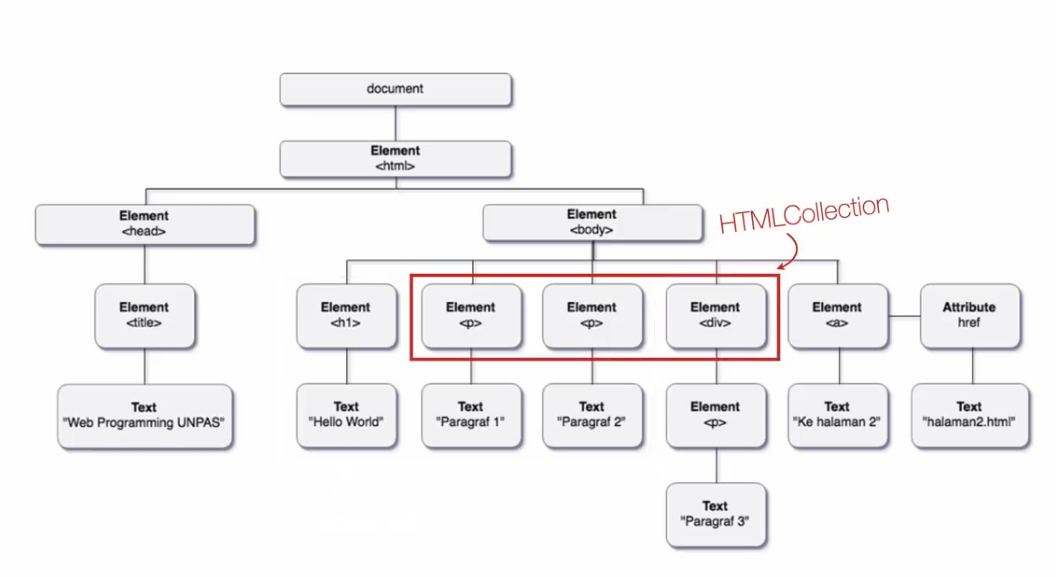 document
Element
<html>
Element
<head>
Element
<body>
HTMLCollection
Element
<title>
Element
<h1>
Element
<p>
Element
<p>
Element
<div>
Element
<a>
Attribute
href
Text
"Web Programming UNPAS"
Text
"Hello World"
Text
"Paragraf 1"
Text
"Paragraf 2"
Element
<p>
Text
"Ke halaman 2"
Text
"halaman2.html"
Text
"Paragraf 3"